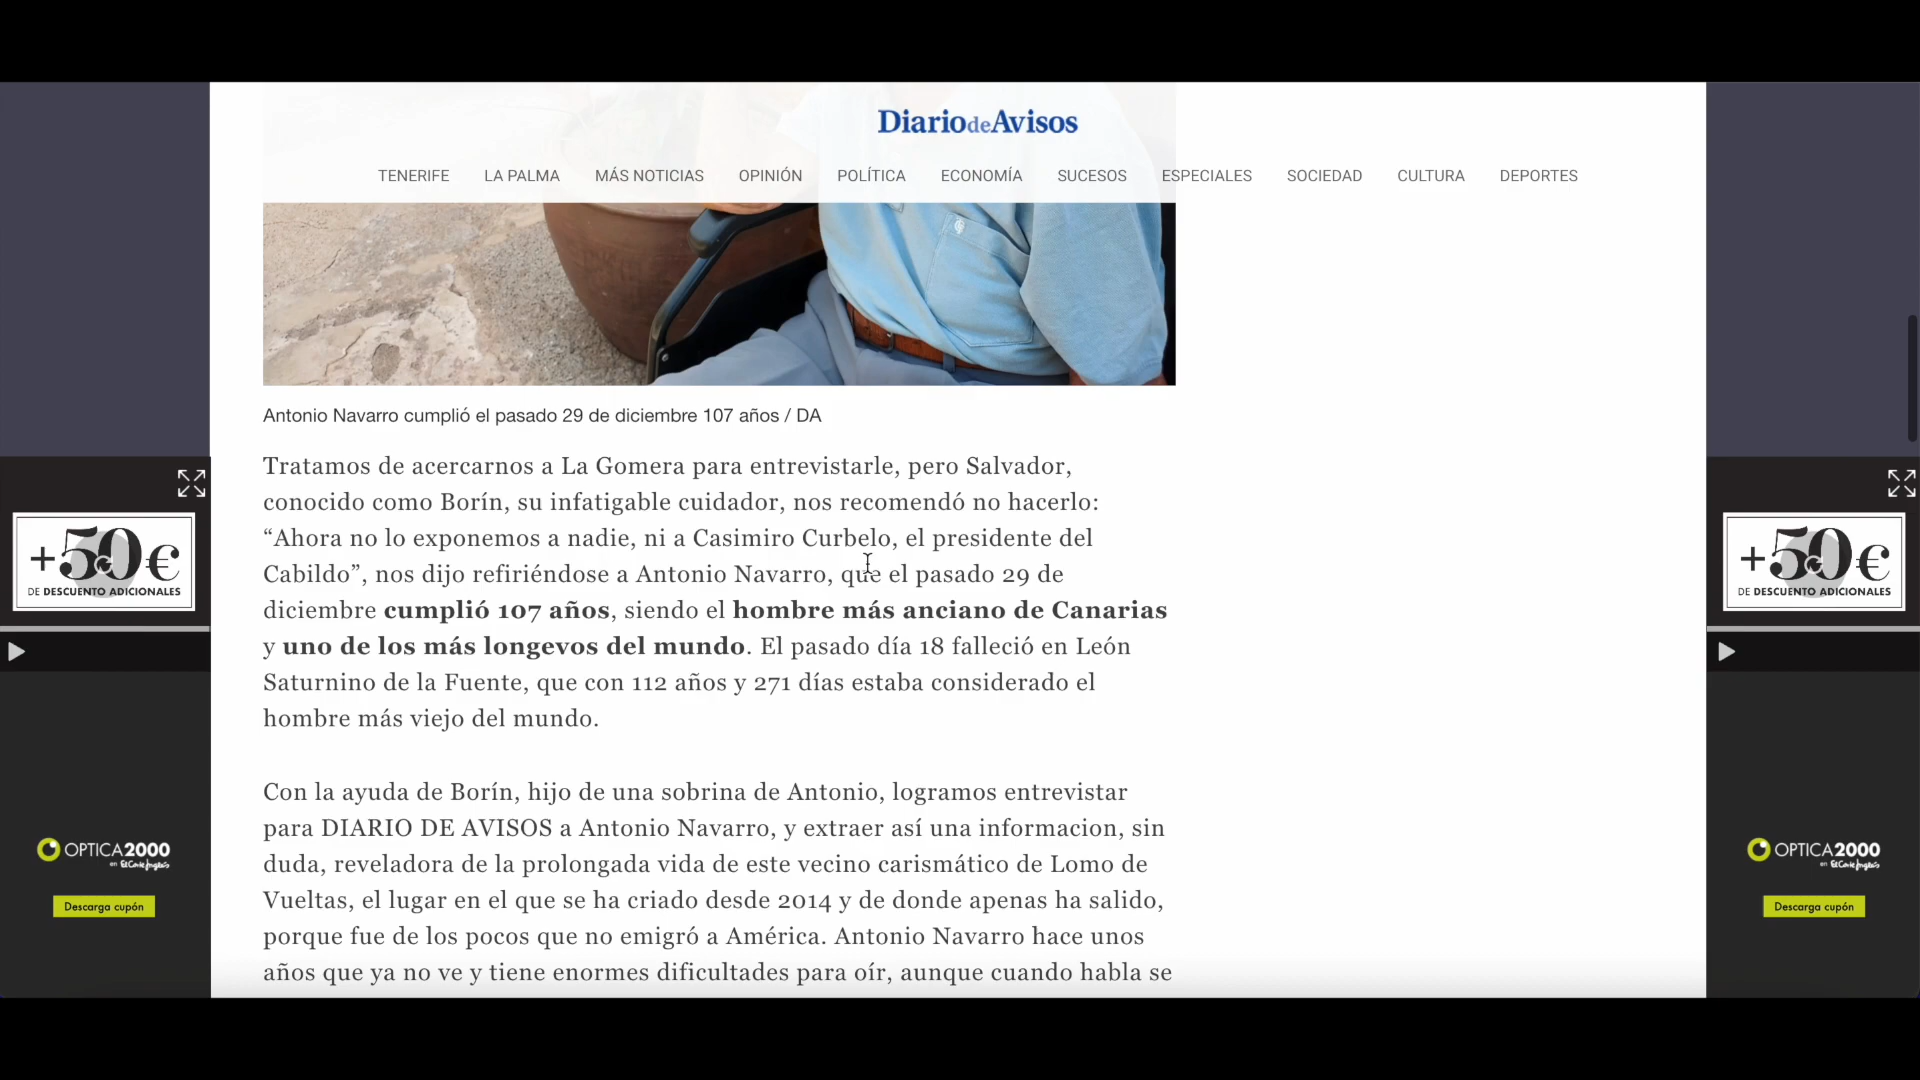 DiariodeAvisos
TENERIFE LA PALMA MÁS NOTICIAS OPINIÓN POLÍTICA ECONOMÍA SUCESOS ESPECIALES SOCIEDAD CULTURA DEPORTES
Antonio Navarro cumplió el pasado 29 de diciembre 107 años / DA
Tratamos de acercarnos a La Gomera para entrevistarle, pero Salvador,
conocido como Borín, su infatigable cuidador, nos recomendó no hacerlo:
“Ahora no lo exponemos a nadie, ni a Casimiro Curbelo, el presidente del
Cabildo”, nos dijo refiriéndose a Antonio Navarro, que el pasado 29 de
diciembre cumplió 107 años, siendo el hombre más anciano de Canarias
y uno de los más longevos del mundo. El pasado día 18 falleció en León
Saturnino de la Fuente, que con 112 años y 271 días estaba considerado el
hombre más viejo del mundo.
Con la ayuda de Borín, hijo de una sobrina de Antonio, logramos entrevistar
para DIARIO DE AVISOS a Antonio Navarro, y extraer así una informacion, sin
duda, reveladora de la prolongada vida de este vecino carismático de Lomo de
Vueltas, el lugar en el que se ha criado desde 2014 y de donde apenas ha salido,
porque fue de los pocos que no emigró a América. Antonio Navarro hace unos
años que ya no ve y tiene enormes dificultades para oír, aunque cuando habla se
+50€
DE DESCUENTO ADICIONALES
OPTICA2000
en El Corte Inglés
Descarga cupón
+50€
DE DESCUENTO ADICIONALES
OPTICA2000
en El Corte Inglés
Descarga cupón